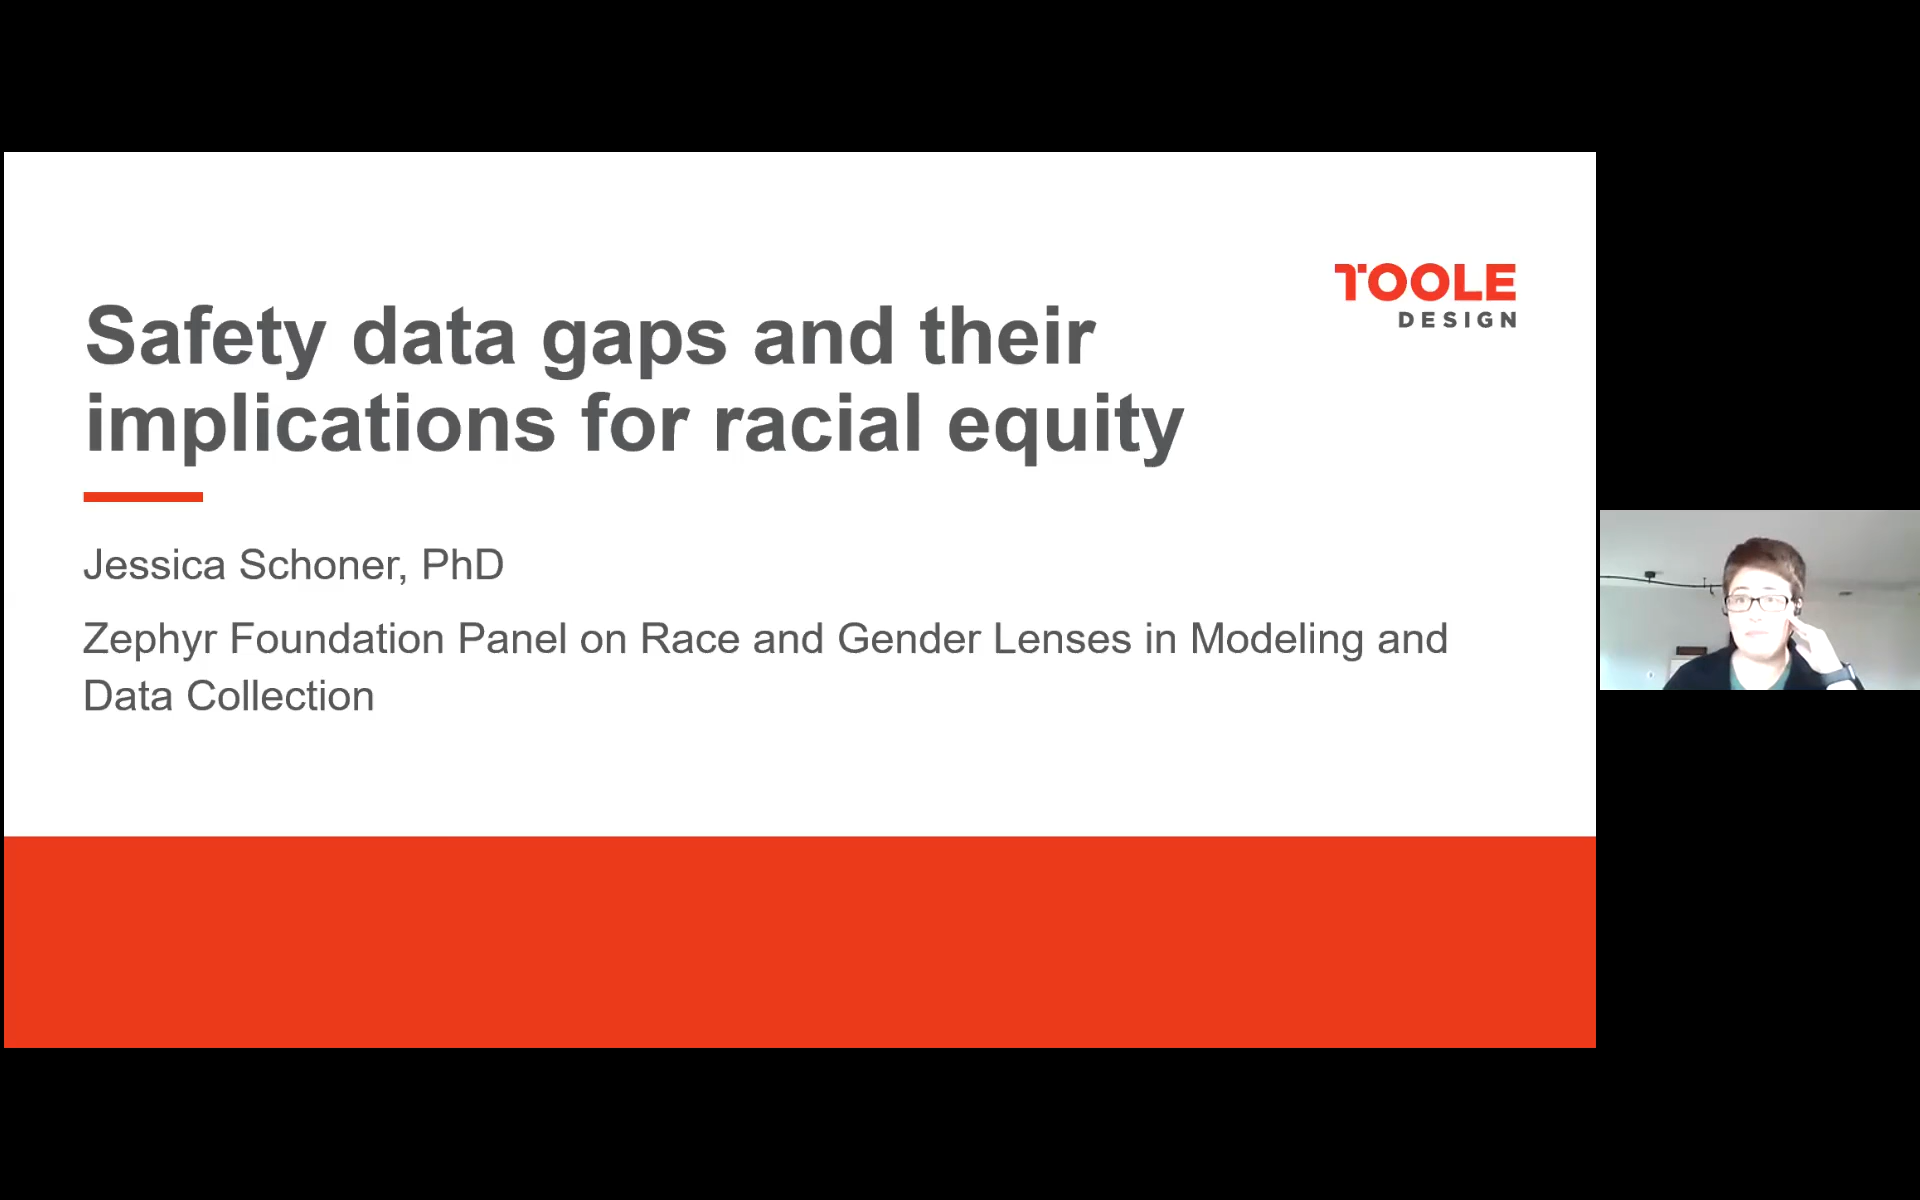 TOOLE
DESIGN
Safety data gaps and their
implications for racial equity
Jessica Schoner, PhD
Zephyr Foundation Panel on Race and Gender Lenses in Modeling and
Data Collection